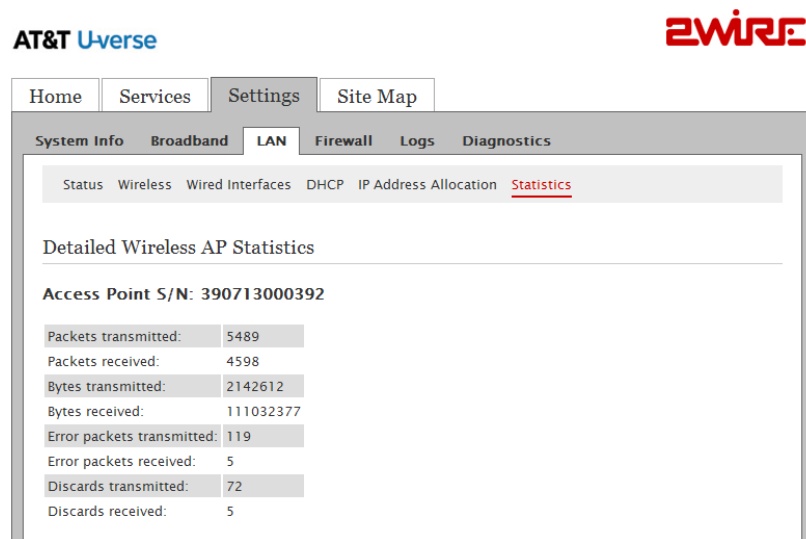 AT&T U-verse
2WIRE
Home Services Settings Site Map
System Info Broadband LAN Firewall Logs Diagnostics
Status Wireless Wired Interfaces DHCP IP Address Allocation Statistics
Detailed Wireless AP Statistics
Access Point S/N: 390713000392
Packets transmitted: 5489
Packets received: 4598
Bytes transmitted: 2142612
Bytes received: 111032377
Error packets transmitted: 119
Error packets received: 5
Discards transmitted: 72
Discards received: 5